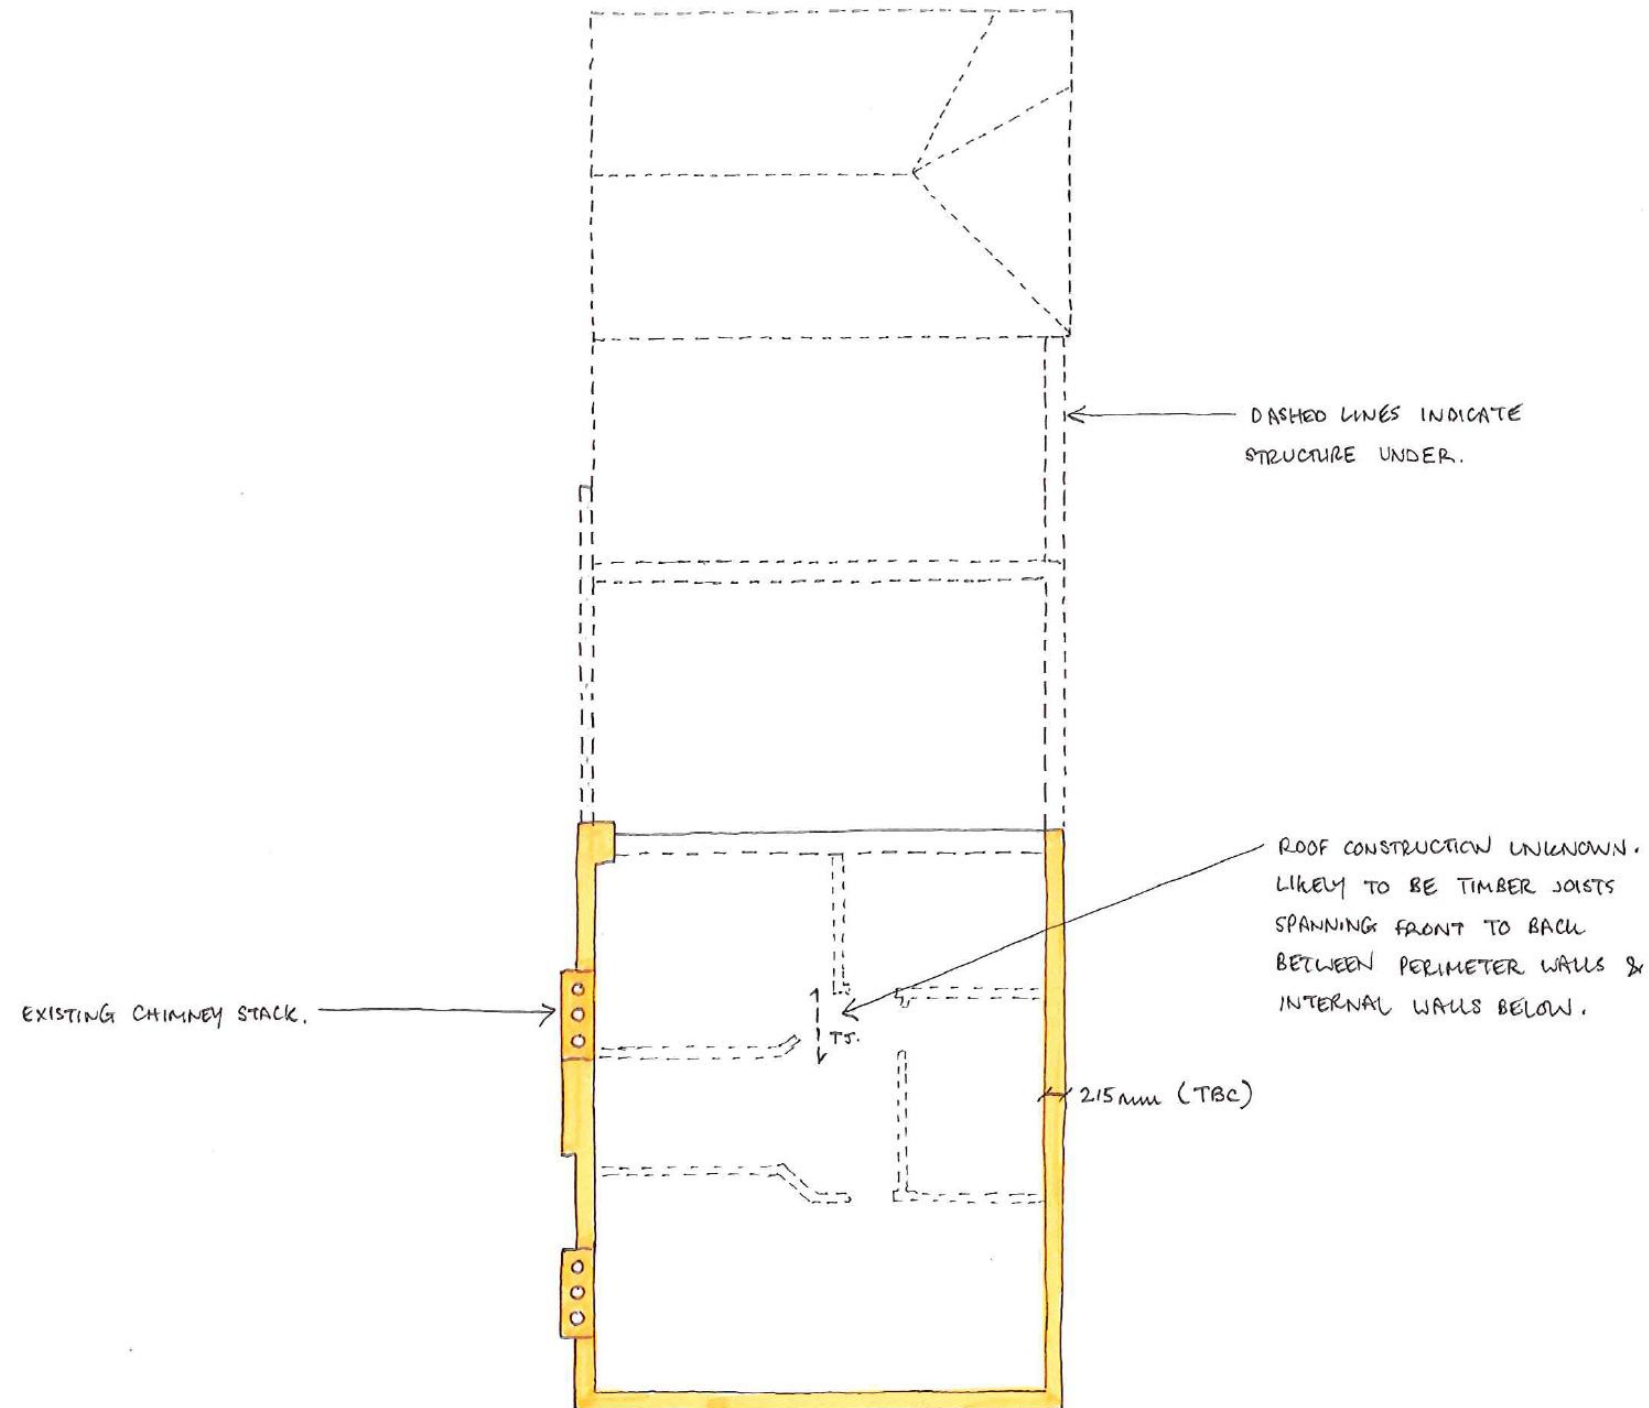 DASHED LINES INDICATE
STRUCTURE UNDER.
ROOF CONSTRUCTION UNKNOWN.
LIKELY TO BE TIMBER JOISTS
SPANNING FRONT TO BACK
BETWEEN PERIMETER WALLS &
INTERNAL WALLS BELOW.
EXISTING CHIMNEY STACK.
TJ.
215mm (TBC)